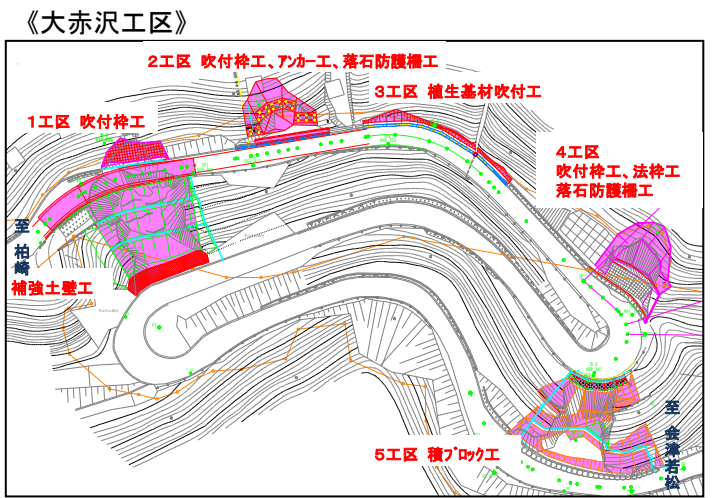 《大赤沢工区》
2工区 吹付枠工、アンカー工、落石防護柵工
3工区 植生基材吹付工
1工区 吹付枠工
4工区
吹付枠工、法枠工
落石防護柵工
至 柏崎
補強土壁工
至 会津若松
5工区 積ブロック工